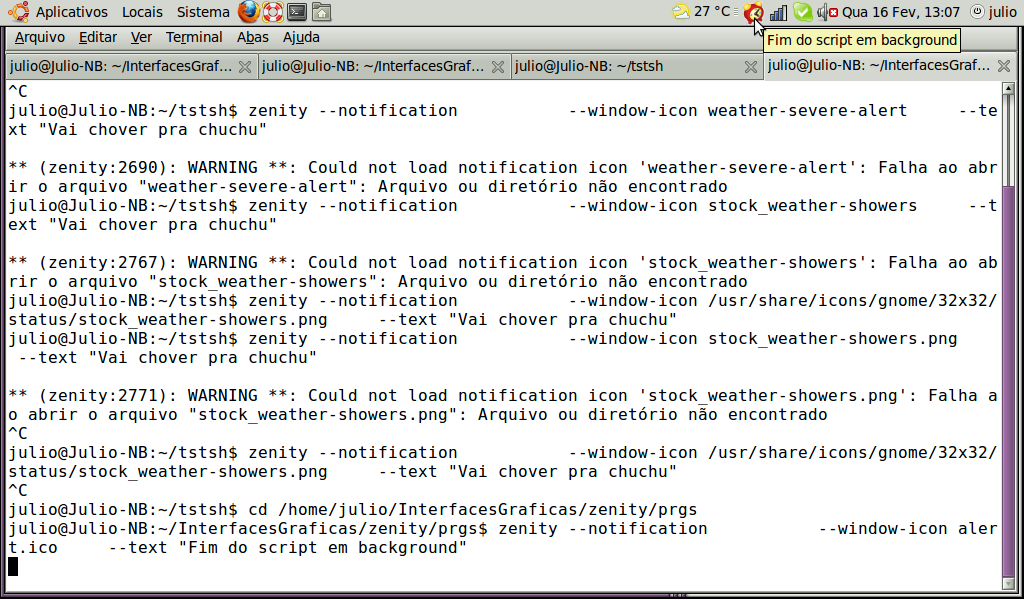 Aplicativos Locais Sistema 27 °C Qua 16 Fev, 13:07 julio
Fim do script em background
Arquivo Editar Ver Terminal Abas Ajuda
julio@Julio-NB: ~/InterfacesGraf... julio@Julio-NB: ~/InterfacesGraf... julio@Julio-NB: ~/tstsh julio@Julio-NB: ~/InterfacesGraf...
^C
julio@Julio-NB:~/tstsh$ zenity --notification           --window-icon weather-severe-alert     --te
xt "Vai chover pra chuchu"
** (zenity:2690): WARNING **: Could not load notification icon 'weather-severe-alert': Falha ao abr
ir o arquivo "weather-severe-alert": Arquivo ou diretório não encontrado
julio@Julio-NB:~/tstsh$ zenity --notification           --window-icon stock_weather-showers     --t
ext "Vai chover pra chuchu"
** (zenity:2767): WARNING **: Could not load notification icon 'stock_weather-showers': Falha ao ab
rir o arquivo "stock_weather-showers": Arquivo ou diretório não encontrado
julio@Julio-NB:~/tstsh$ zenity --notification           --window-icon /usr/share/icons/gnome/32x32/
status/stock_weather-showers.png     --text "Vai chover pra chuchu"
julio@Julio-NB:~/tstsh$ zenity --notification           --window-icon stock_weather-showers.png
 --text "Vai chover pra chuchu"
** (zenity:2771): WARNING **: Could not load notification icon 'stock_weather-showers.png': Falha a
o abrir o arquivo "stock_weather-showers.png": Arquivo ou diretório não encontrado
^C
julio@Julio-NB:~/tstsh$ zenity --notification           --window-icon /usr/share/icons/gnome/32x32/
status/stock_weather-showers.png     --text "Vai chover pra chuchu"
^C
julio@Julio-NB:~/tstsh$ cd /home/julio/InterfacesGraficas/zenity/prgs
julio@Julio-NB:~/InterfacesGraficas/zenity/prgs$ zenity --notification           --window-icon aler
t.ico     --text "Fim do script em background"